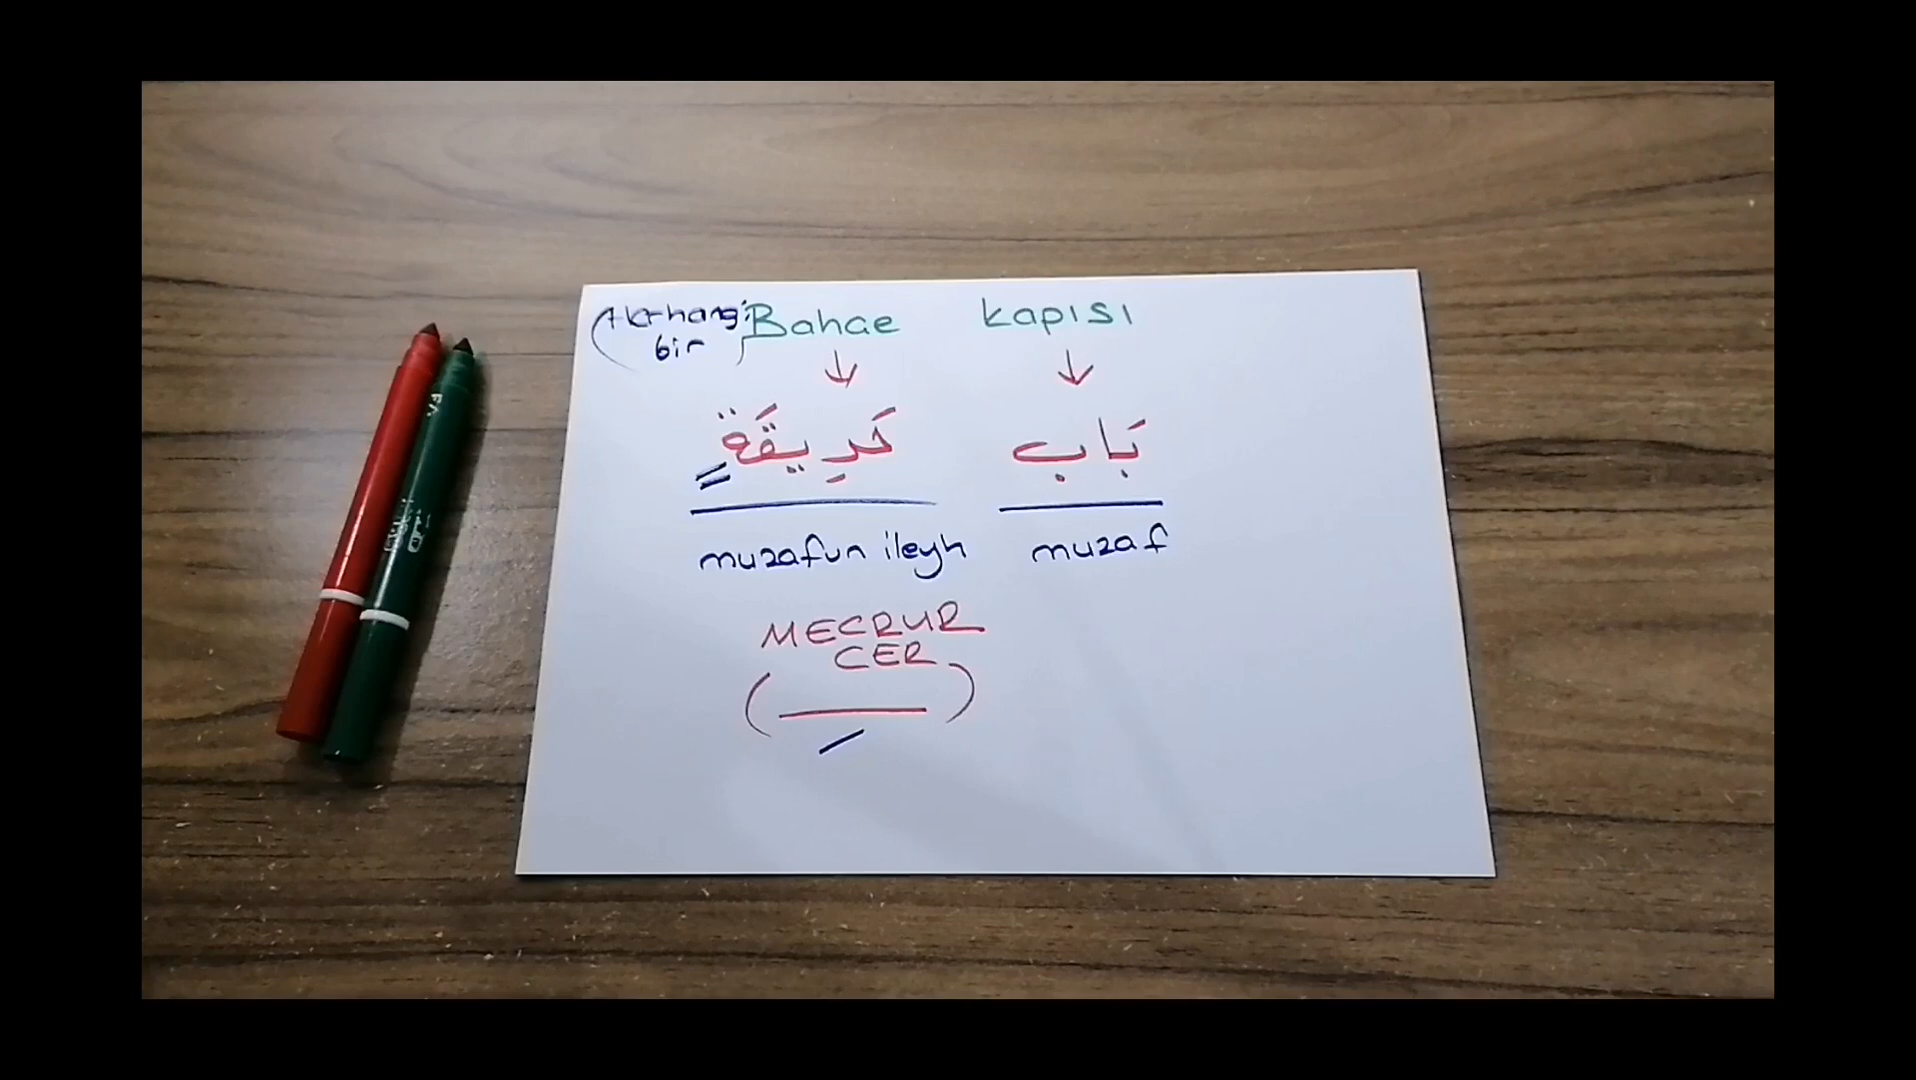 (Herhangi bir) Bahçe kapısı
بَاب حَدِيقَةٍ
muzafun ileyh muzaf
MECRUR
CER